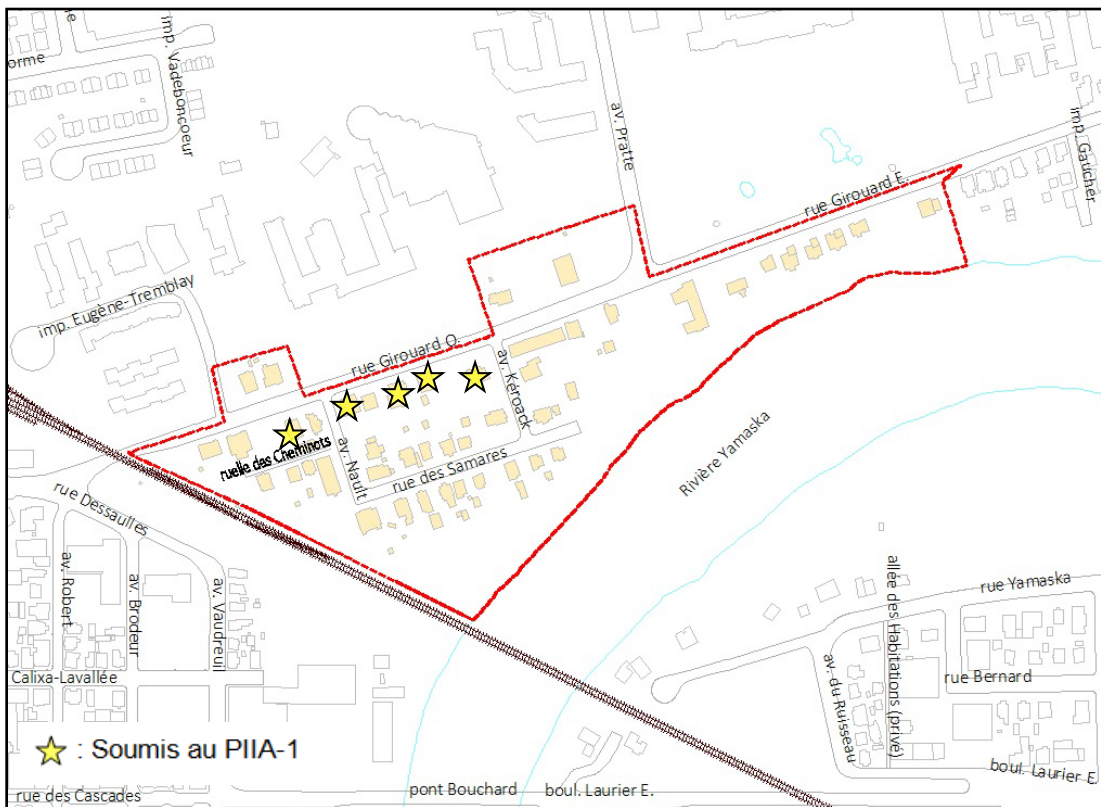 orme
imp. Vadeboncoeur
av. Pratte
imp. Gaucher
rue Girouard E.
imp. Eugène-Tremblay
rue Girouard O.
av. Kéroack
ruelle des Cheminots
av. Nault
rue des Samares
Rivière Yamaska
rue Dessaulles
av. Robert
av. Brodeur
av. Vaudreuil
allée des Habitations (privé)
rue Yamaska
Calixa-Lavallée
av. du Ruisseau
rue Bernard
: Soumis au PIIA-1
boul. Laurier E.
rue des Cascades
pont Bouchard
boul. Laurier E.